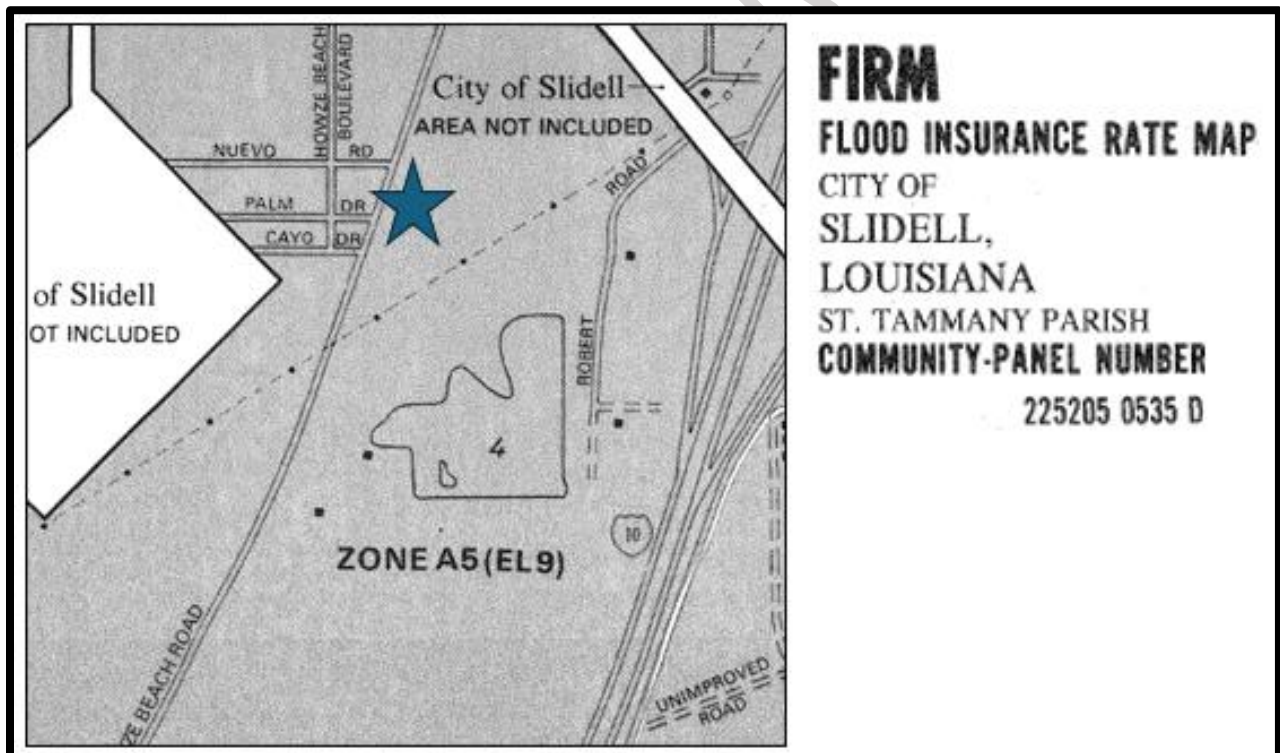 HOWZE BEACH
BOULEVARD
City of Slidell
AREA NOT INCLUDED
NUEVO RD
ROAD
PALM DR
CAYO DR
of Slidell
OT INCLUDED
ROBERT
4
10
ZONE A5 (EL 9)
ZE BEACH ROAD
UNIMPROVED
ROAD
FIRM
FLOOD INSURANCE RATE MAP
CITY OF
SLIDELL,
LOUISIANA
ST. TAMMANY PARISH
COMMUNITY-PANEL NUMBER
225205 0535 D